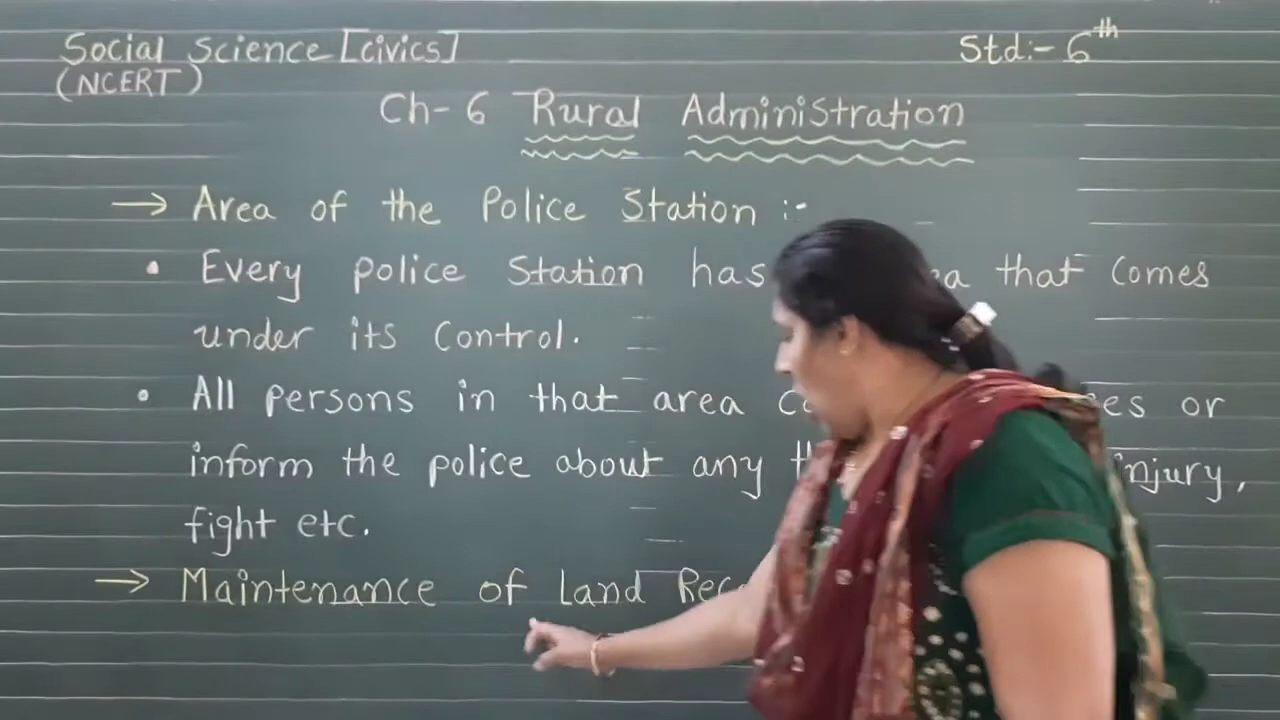 Social Science [Civics]
Std:- 6th
(NCERT)
Ch-6 Rural Administration
→ Area of the Police Station :-
• Every police Station has that Comes
under its Control.
• All persons in that area or
inform the police about any injury,
fight etc.
→ Maintenance of Land